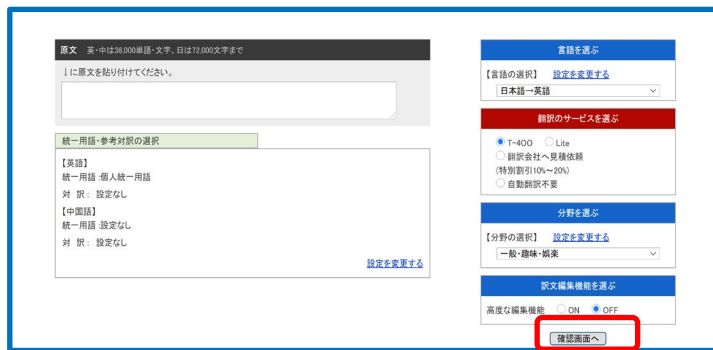 原文 英・中は36,000単語・文字、日は72,000文字まで
↓に原文を貼り付けてください。
統一用語・参考対訳の選択
【英語】
統一用語:個人統一用語
対 訳: 設定なし
【中国語】
統一用語:設定なし
対 訳: 設定なし
設定を変更する
言語を選ぶ
【言語の選択】 設定を変更する
日本語→英語
翻訳のサービスを選ぶ
T-4OO Lite
翻訳会社へ見積依頼
(特別割引10%～20%)
自動翻訳不要
分野を選ぶ
【分野の選択】 設定を変更する
一般・趣味・娯楽
訳文編集機能を選ぶ
高度な編集機能 ON OFF
確認画面へ